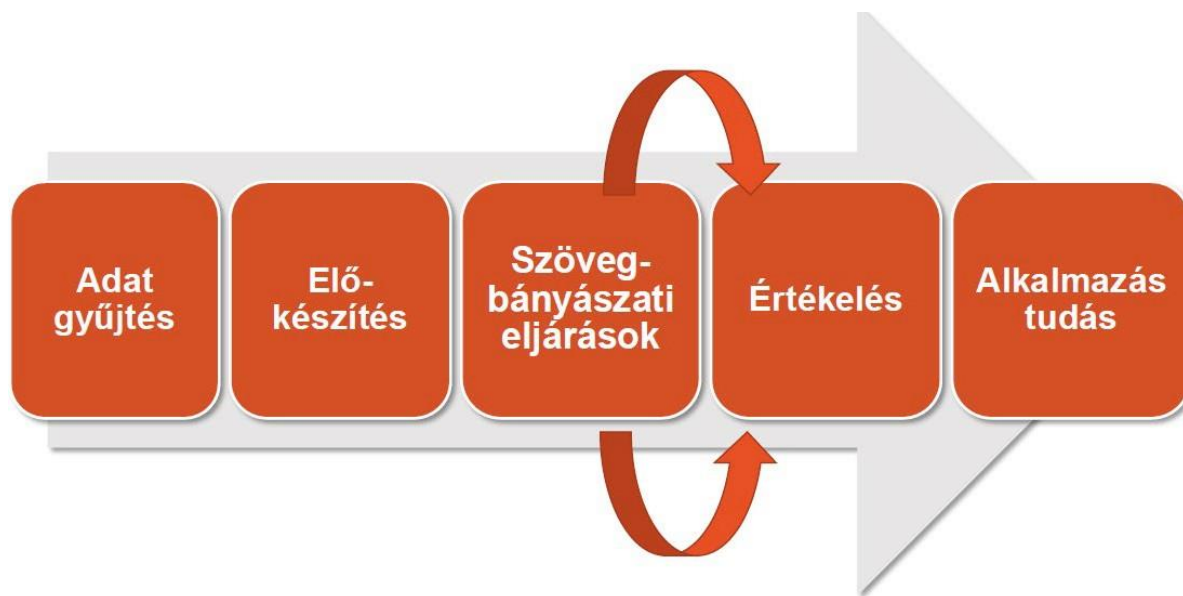 Adat
gyűjtés
Elő-
készítés
Szöveg-
bányászati
eljárások
Értékelés
Alkalmazás
tudás